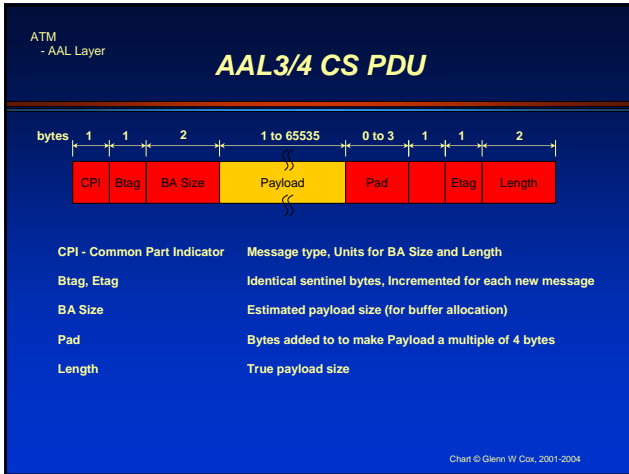 ATM
- AAL Layer
AAL3/4 CS PDU
bytes 1 1 2 1 to 65535 0 to 3 1 1 2
CPI Btag BA Size Payload Pad Etag Length
CPI - Common Part Indicator Message type, Units for BA Size and Length
Btag, Etag Identical sentinel bytes, Incremented for each new message
BA Size Estimated payload size (for buffer allocation)
Pad Bytes added to to make Payload a multiple of 4 bytes
Length True payload size
Chart © Glenn W Cox, 2001-2004